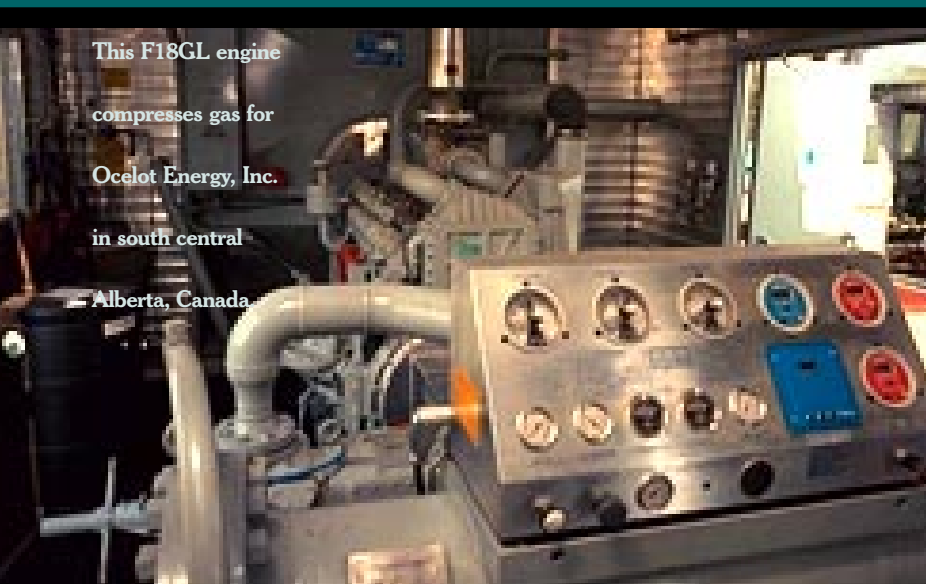 This F18GL engine
compresses gas for
Ocelot Energy, Inc.
in south central
Alberta, Canada.